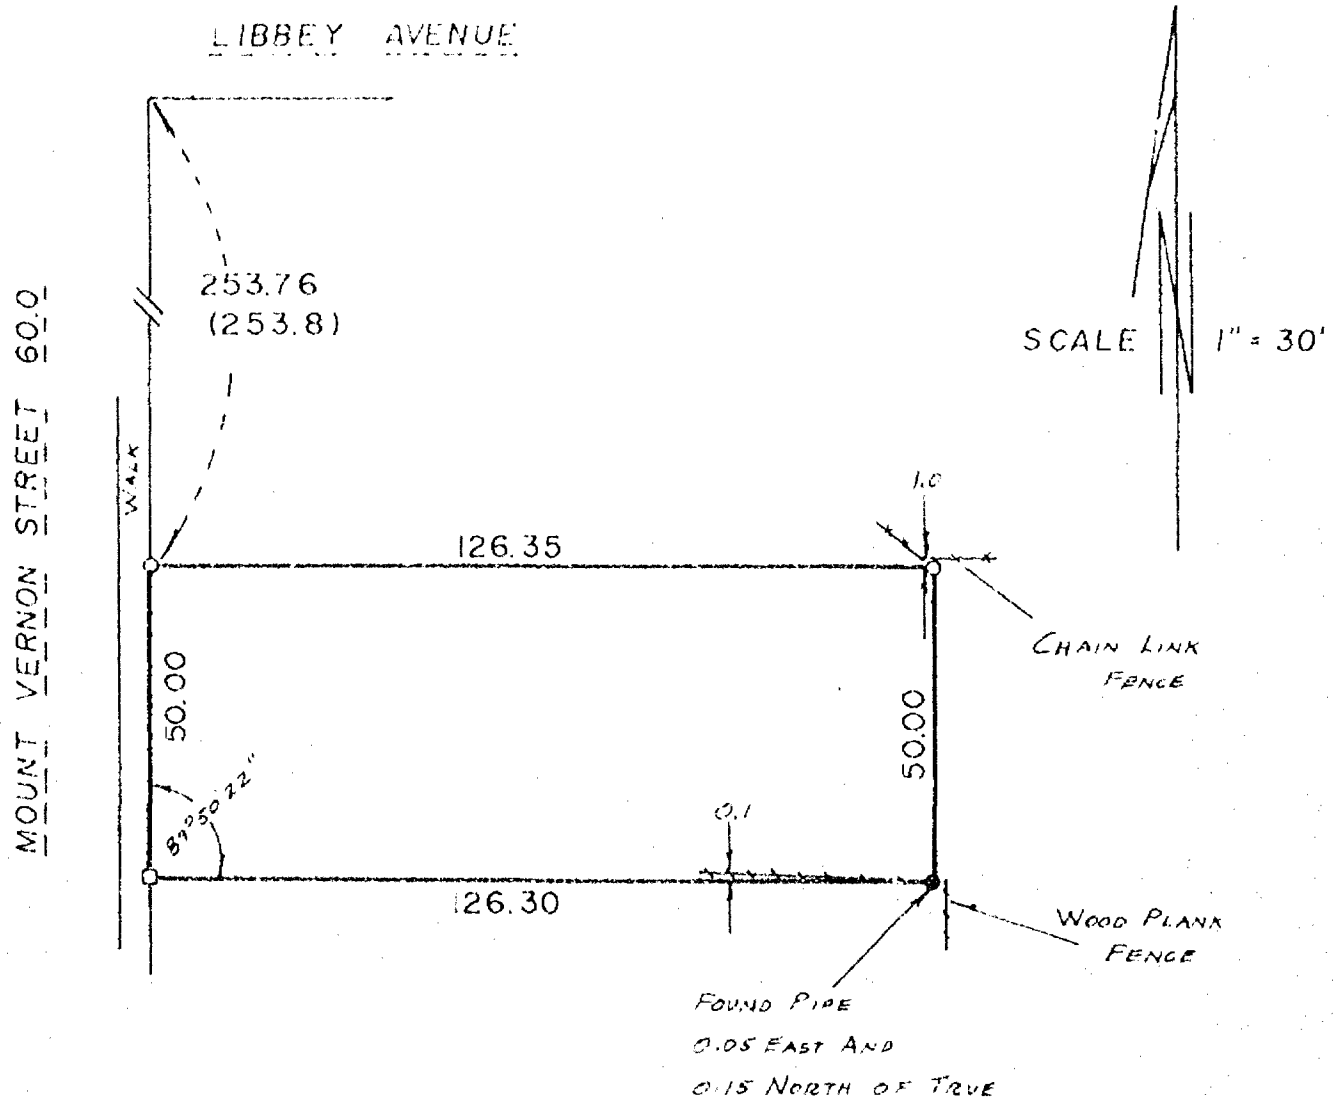 LIBBEY AVENUE
253.76
(253.8)
MOUNT VERNON STREET 60.0
SCALE 1" = 30'
WALK
126.35
1.0
CHAIN LINK
FENCE
50.00
50.00
89°50'22"
0.1
126.30
WOOD PLANK
FENCE
FOUND PIPE
0.05 EAST AND
0.15 NORTH OF TRUE